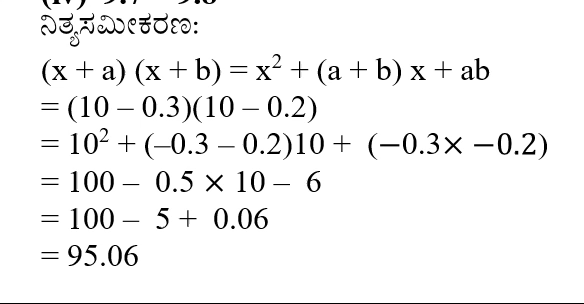 ನಿತ್ಯಸಮೀಕರಣ:
(x + a) (x + b) = x² + (a + b) x + ab
= (10 – 0.3)(10 – 0.2)
= 10² + (–0.3 – 0.2)10 + (−0.3× −0.2)
= 100 – 0.5 × 10 – 6
= 100 – 5 + 0.06
= 95.06